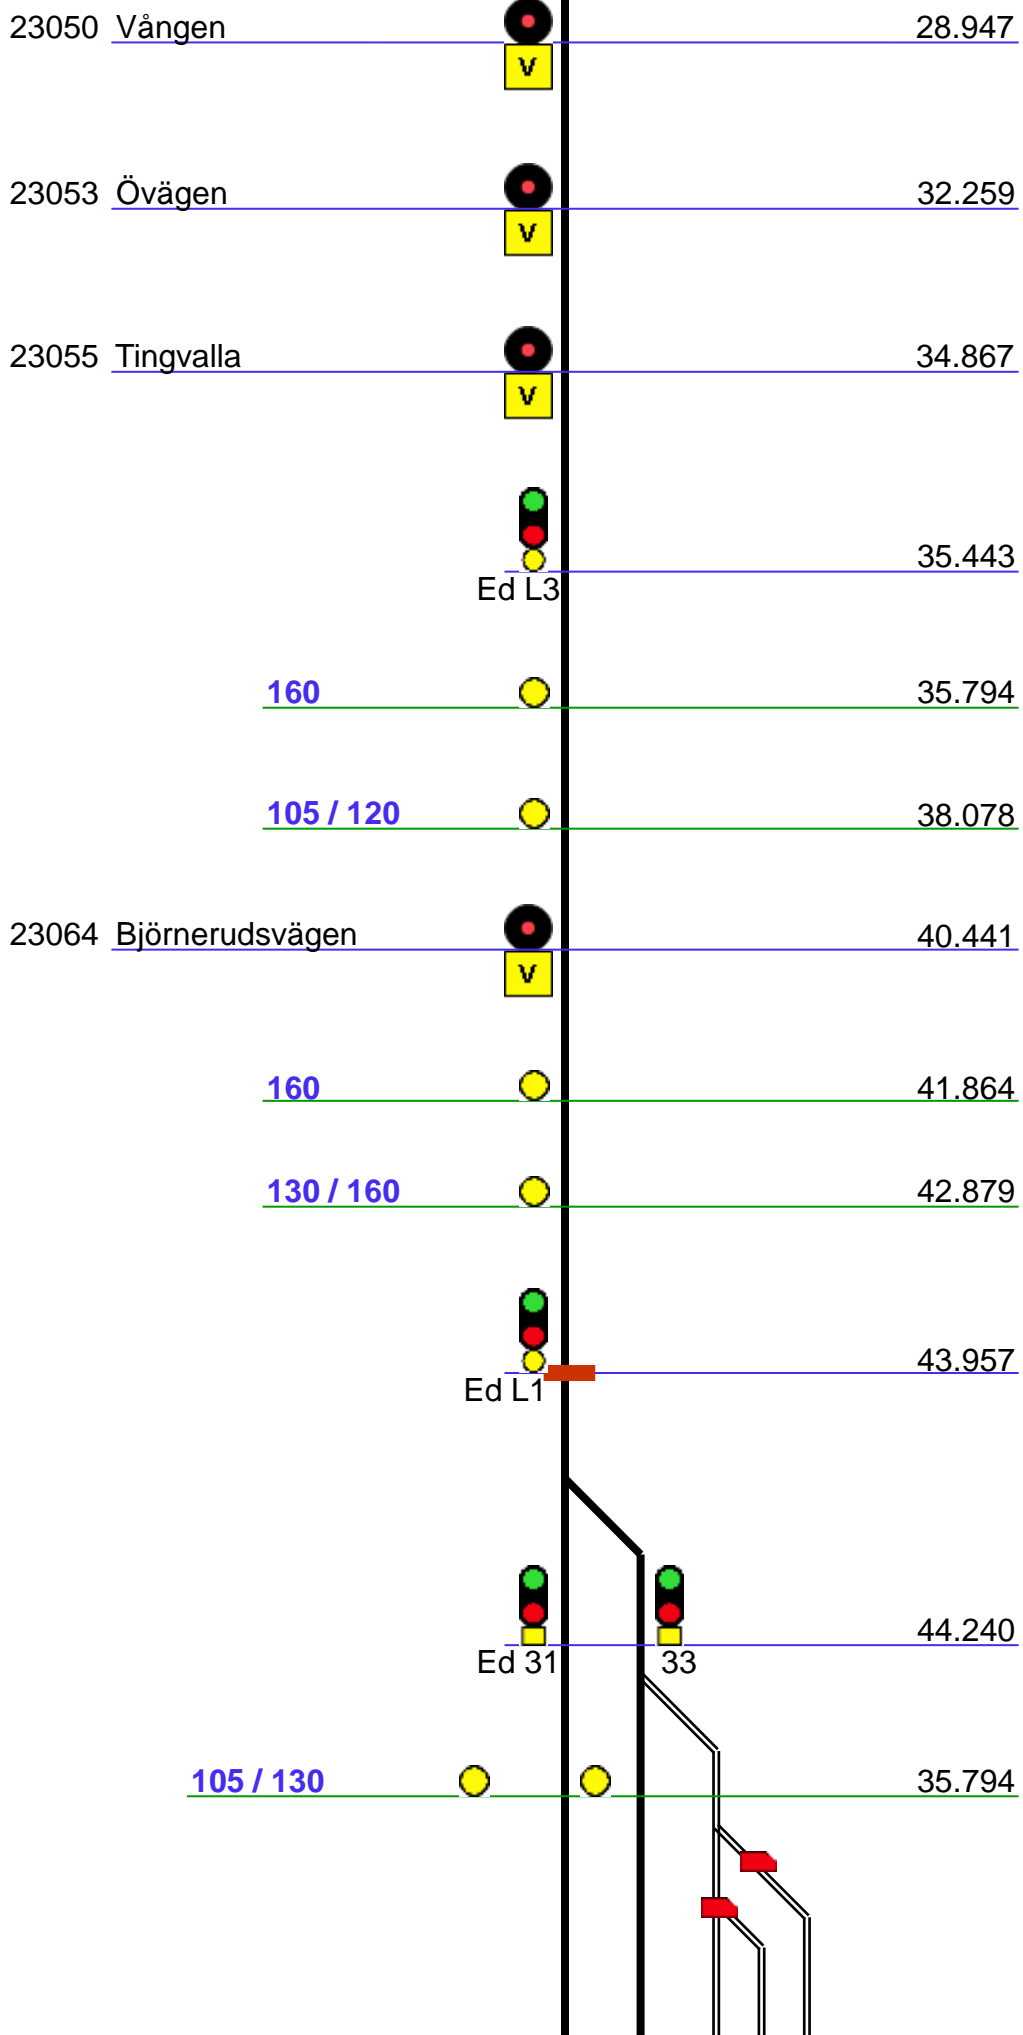 23050 Vången 28.947
V
23053 Övägen 32.259
V
23055 Tingvalla 34.867
V
35.443
Ed L3
160 35.794
105 / 120 38.078
23064 Björnerudsvägen 40.441
V
160 41.864
130 / 160 42.879
43.957
Ed L1
44.240
Ed 31 33
105 / 130 35.794